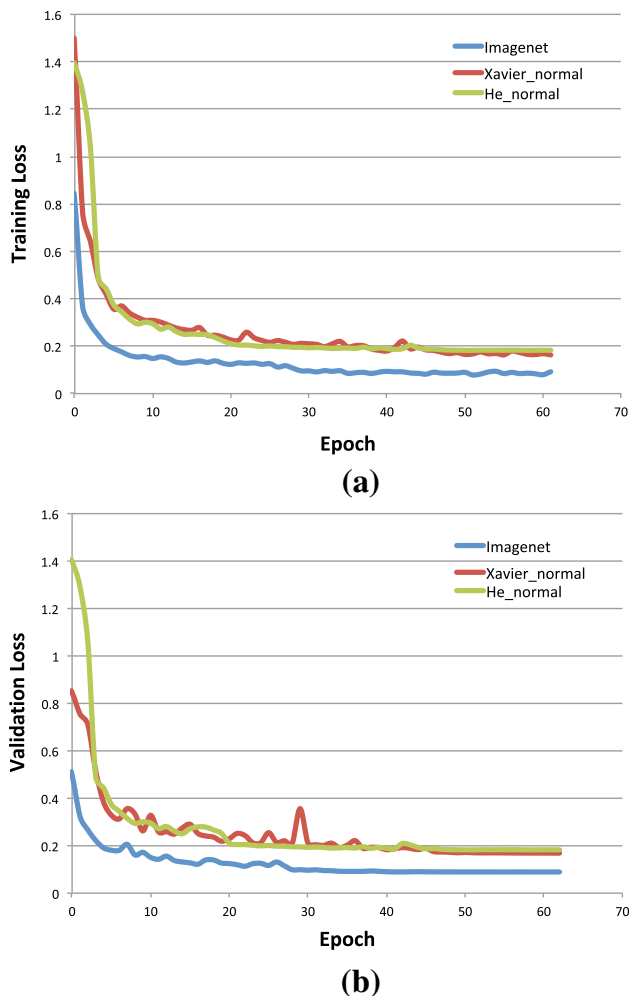 1.6
1.4
1.2
1
0.8
0.6
0.4
0.2
0
Training Loss
Imagenet
Xavier_normal
He_normal
0 10 20 30 40 50 60 70
Epoch
(a)
1.6
1.4
1.2
1
0.8
0.6
0.4
0.2
0
Validation Loss
Imagenet
Xavier_normal
He_normal
0 10 20 30 40 50 60 70
Epoch
(b)